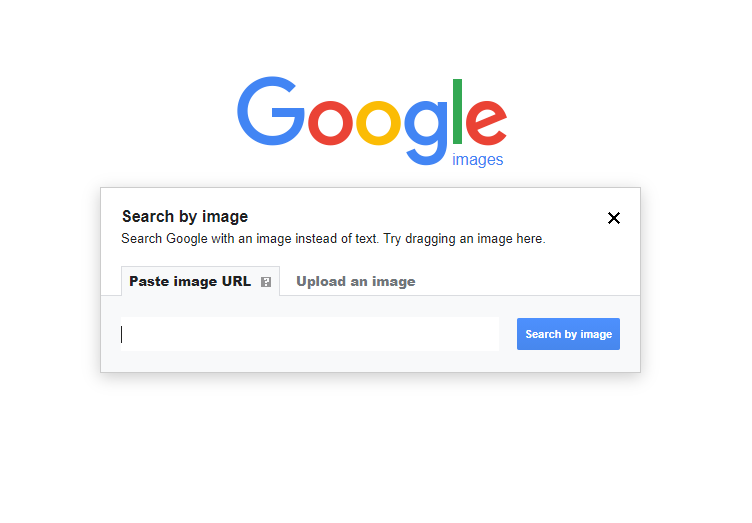 Google
images
Search by image
Search Google with an image instead of text. Try dragging an image here.
Paste image URL ?
Upload an image
Search by image